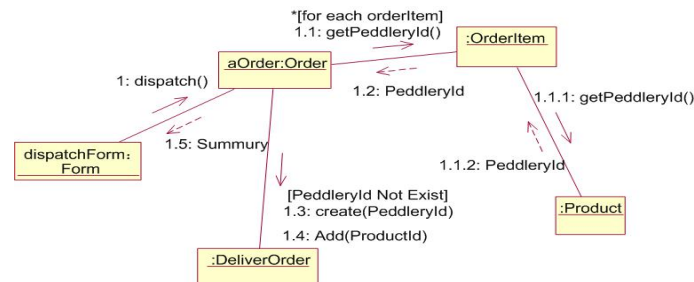 *[for each orderItem]
1.1: getPeddleryId()
:OrderItem
aOrder:Order
1: dispatch()
1.2: PeddleryId
1.1.1: getPeddleryId()
dispatchForm:
Form
1.5: Summury
1.1.2: PeddleryId
[PeddleryId Not Exist]
1.3: create(PeddleryId)
:Product
1.4: Add(ProductId)
:DeliverOrder